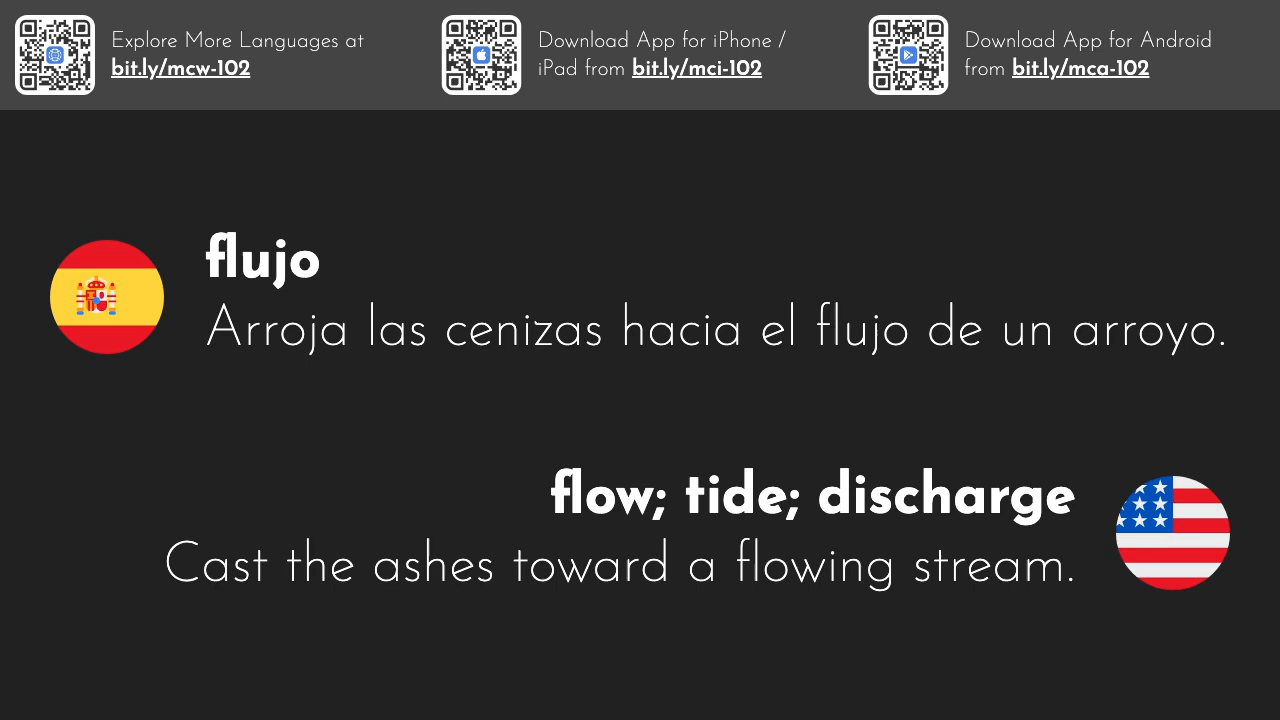 Explore More Languages at
bit.ly/mcw-102
Download App for iPhone /
iPad from bit.ly/mci-102
Download App for Android
from bit.ly/mca-102
flujo
Arroja las cenizas hacia el flujo de un arroyo.
flow; tide; discharge
Cast the ashes toward a flowing stream.